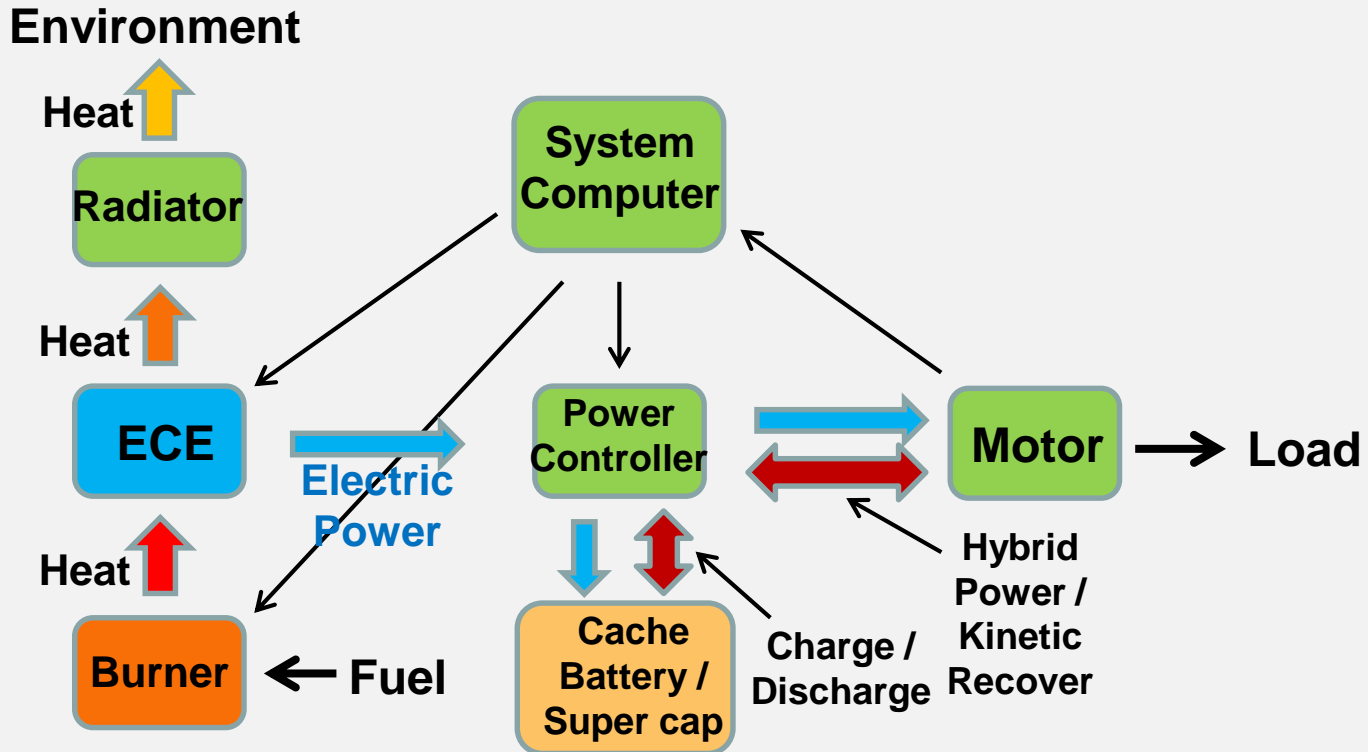 Environment
Heat
System
Computer
Radiator
Heat
ECE
Electric
Power
Power
Controller
Motor
Load
Heat
Hybrid
Power /
Kinetic
Recover
Burner
Fuel
Cache
Battery /
Super cap
Charge /
Discharge